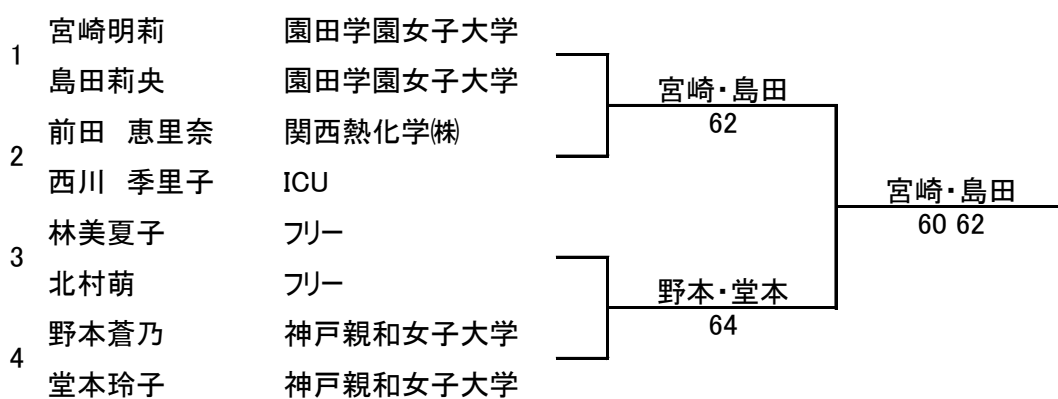 1
宮崎明莉 園田学園女子大学
島田莉央 園田学園女子大学
2
前田 恵里奈 関西熱化学㈱
西川 季里子 ICU
3
林美夏子 フリー
北村萌 フリー
4
野本蒼乃 神戸親和女子大学
堂本玲子 神戸親和女子大学
宮崎・島田
62
野本・堂本
64
宮崎・島田
60 62